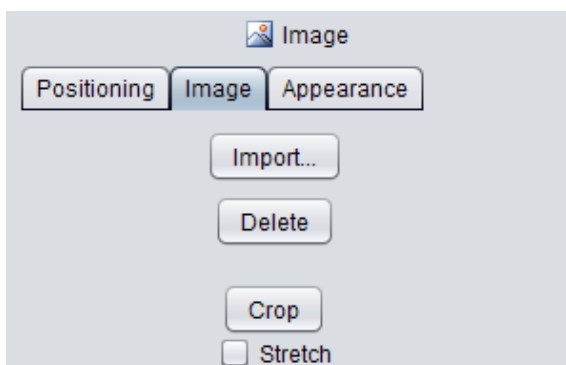 Image
Positioning Image Appearance
Import...
Delete
Crop
Stretch